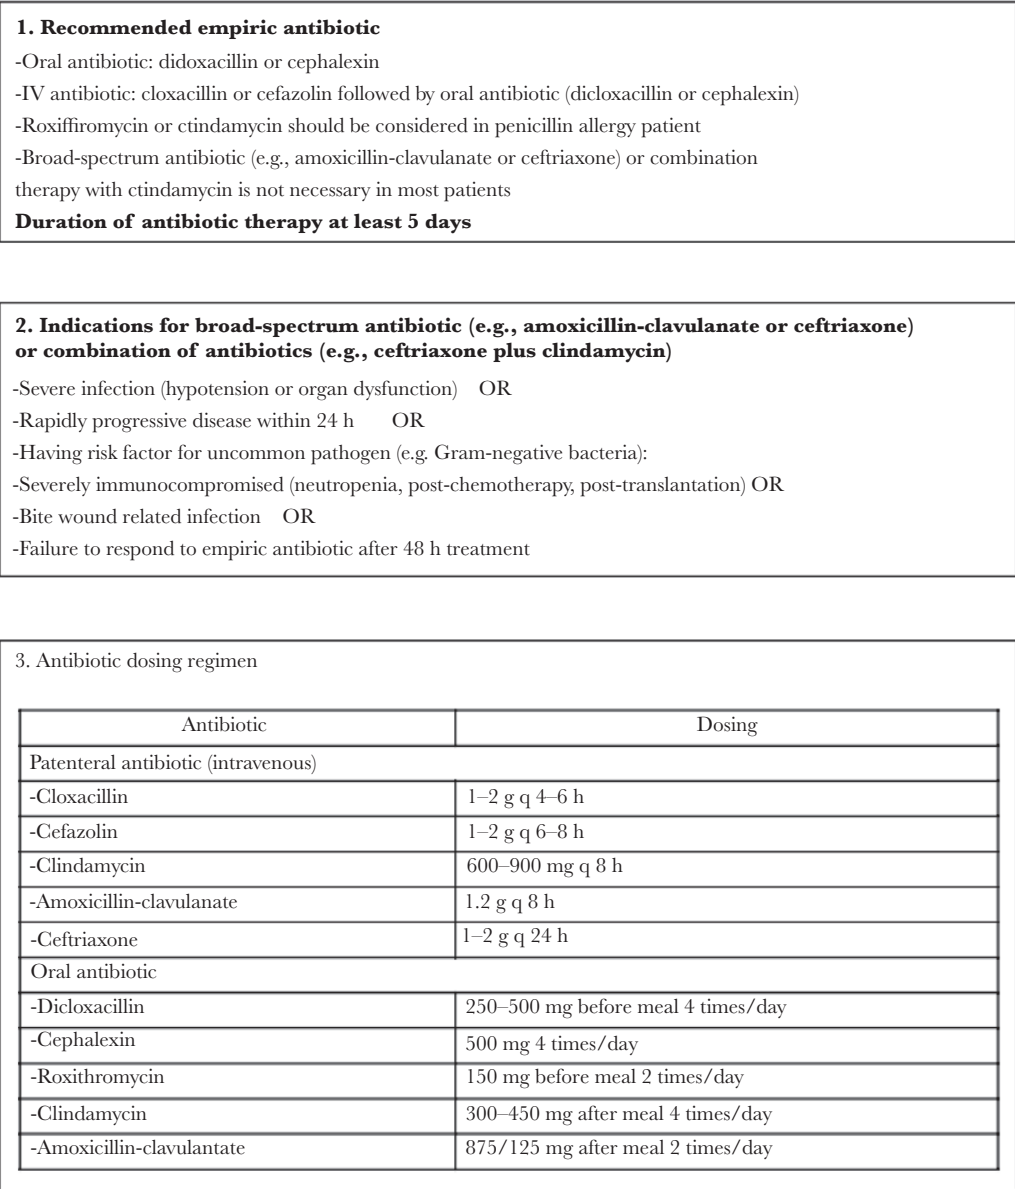 1. Recommended empiric antibiotic
-Oral antibiotic: didoxacillin or cephalexin
-IV antibiotic: cloxacillin or cefazolin followed by oral antibiotic (dicloxacillin or cephalexin)
-Roxiffiromycin or ctindamycin should be considered in penicillin allergy patient
-Broad-spectrum antibiotic (e.g., amoxicillin-clavulanate or ceftriaxone) or combination
therapy with ctindamycin is not necessary in most patients
Duration of antibiotic therapy at least 5 days
2. Indications for broad-spectrum antibiotic (e.g., amoxicillin-clavulanate or ceftriaxone)
or combination of antibiotics (e.g., ceftriaxone plus clindamycin)
-Severe infection (hypotension or organ dysfunction) OR
-Rapidly progressive disease within 24 h OR
-Having risk factor for uncommon pathogen (e.g. Gram-negative bacteria):
-Severely immunocompromised (neutropenia, post-chemotherapy, post-translantation) OR
-Bite wound related infection OR
-Failure to respond to empiric antibiotic after 48 h treatment
3. Antibiotic dosing regimen
Antibiotic Dosing
Patenteral antibiotic (intravenous)
-Cloxacillin 1–2 g q 4–6 h
-Cefazolin 1–2 g q 6–8 h
-Clindamycin 600–900 mg q 8 h
-Amoxicillin-clavulanate 1.2 g q 8 h
-Ceftriaxone 1–2 g q 24 h
Oral antibiotic
-Dicloxacillin 250–500 mg before meal 4 times/day
-Cephalexin 500 mg 4 times/day
-Roxithromycin 150 mg before meal 2 times/day
-Clindamycin 300–450 mg after meal 4 times/day
-Amoxicillin-clavulantate 875/125 mg after meal 2 times/day